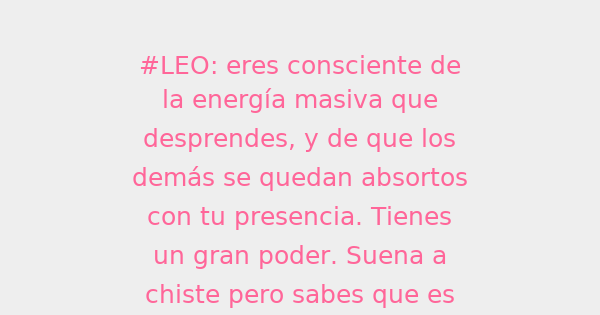 #LEO: eres consciente de
la energía masiva que
desprendes, y de que los
demás se quedan absortos
con tu presencia. Tienes
un gran poder. Suena a
chiste pero sabes que es